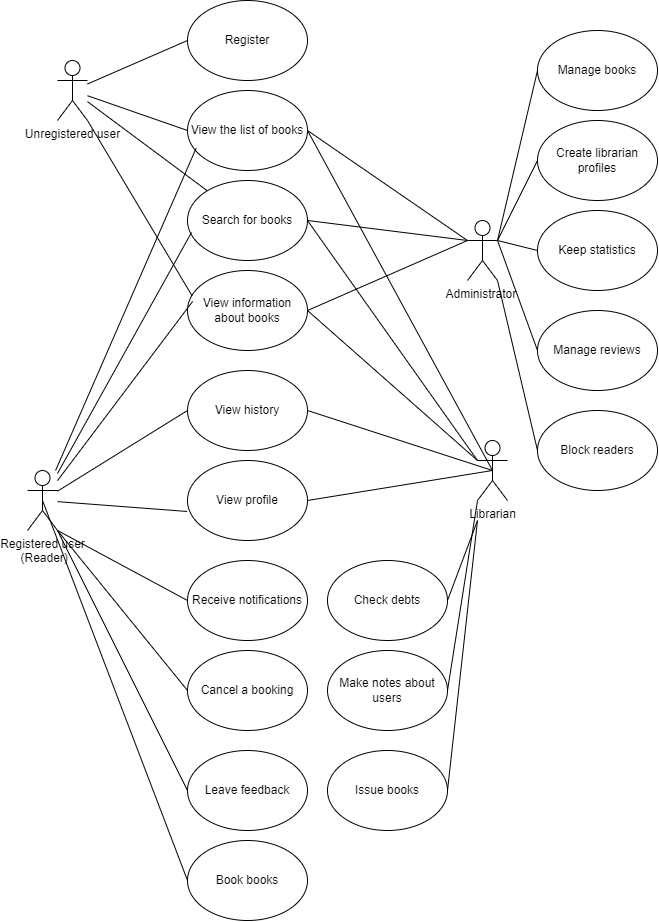 Register
Manage books
Unregistered user
View the list of books
Create librarian
profiles
Search for books
Keep statistics
Administrator
View information
about books
Manage reviews
View history
Block readers
View profile
Librarian
Registered user
(Reader)
Receive notifications
Check debts
Cancel a booking
Make notes about
users
Leave feedback
Issue books
Book books